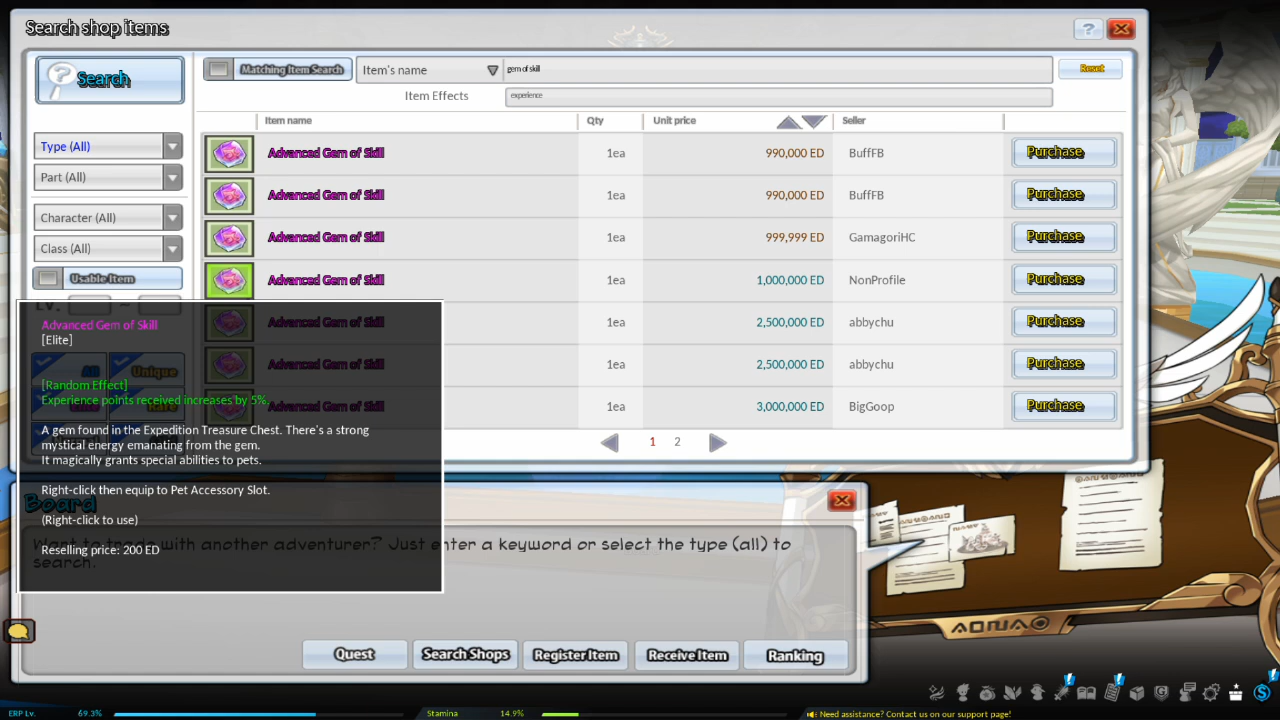 Search shop items
Search
Matching Item Search
Item's name
gem of skill
Reset
Item Effects
experience
Item name
Qty
Unit price
Seller
Type (All)
Part (All)
Character (All)
Class (All)
Usable Item
Advanced Gem of Skill 1ea 990,000 ED BuffFB Purchase
Advanced Gem of Skill 1ea 990,000 ED BuffFB Purchase
Advanced Gem of Skill 1ea 999,999 ED GamagoriHC Purchase
Advanced Gem of Skill 1ea 1,000,000 ED NonProfile Purchase
Advanced Gem of Skill 1ea 2,500,000 ED abbychu Purchase
Advanced Gem of Skill 1ea 2,500,000 ED abbychu Purchase
Advanced Gem of Skill 1ea 3,000,000 ED BigGoop Purchase
1 2
LV. ~
All
Unique
Advanced Gem of Skill
[Elite]
[Random Effect]
Experience points received increases by 5%.
A gem found in the Expedition Treasure Chest. There's a strong
mystical energy emanating from the gem.
It magically grants special abilities to pets.
Right-click then equip to Pet Accessory Slot.
(Right-click to use)
Reselling price: 200 ED
Board
Want to trade with another adventurer? Just enter a keyword or select the type (all) to
search.
Quest
Search Shops
Register Item
Receive Item
Ranking
ERP Lv. 69.3%
Stamina 14.9%
Need assistance? Contact us on our support page!